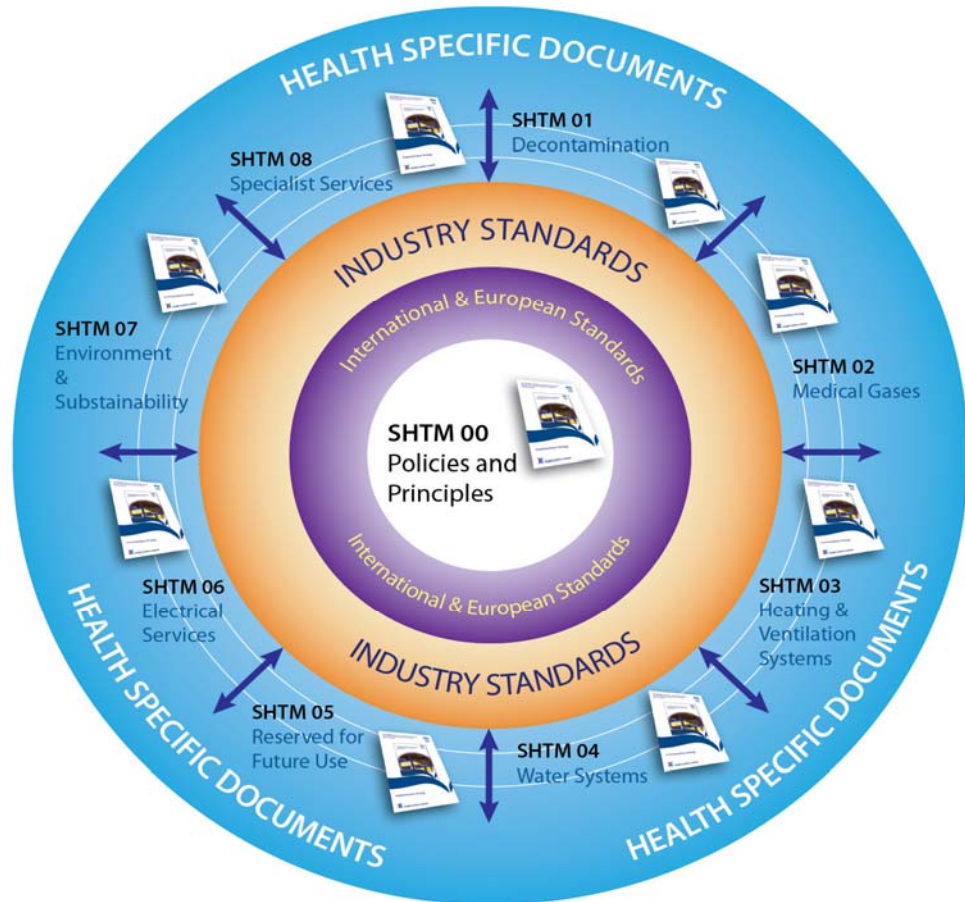 HEALTH SPECIFIC DOCUMENTS
SHTM 01
Decontamination
SHTM 08
Specialist Services
INDUSTRY STANDARDS
International & European Standards
SHTM 07
Environment
&
Substainability
SHTM 02
Medical Gases
SHTM 00
Policies and
Principles
International & European Standards
INDUSTRY STANDARDS
SHTM 06
Electrical
Services
SHTM 03
Heating &
Ventilation
Systems
SHTM 05
Reserved for
Future Use
SHTM 04
Water Systems
HEALTH SPECIFIC DOCUMENTS
HEALTH SPECIFIC DOCUMENTS